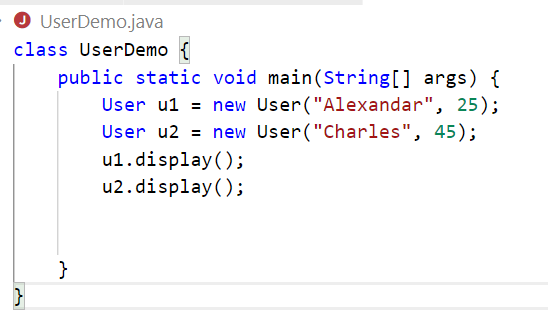 J UserDemo.java
class UserDemo {
    public static void main(String[] args) {
        User u1 = new User("Alexandar", 25);
        User u2 = new User("Charles", 45);
        u1.display();
        u2.display();
    }
}